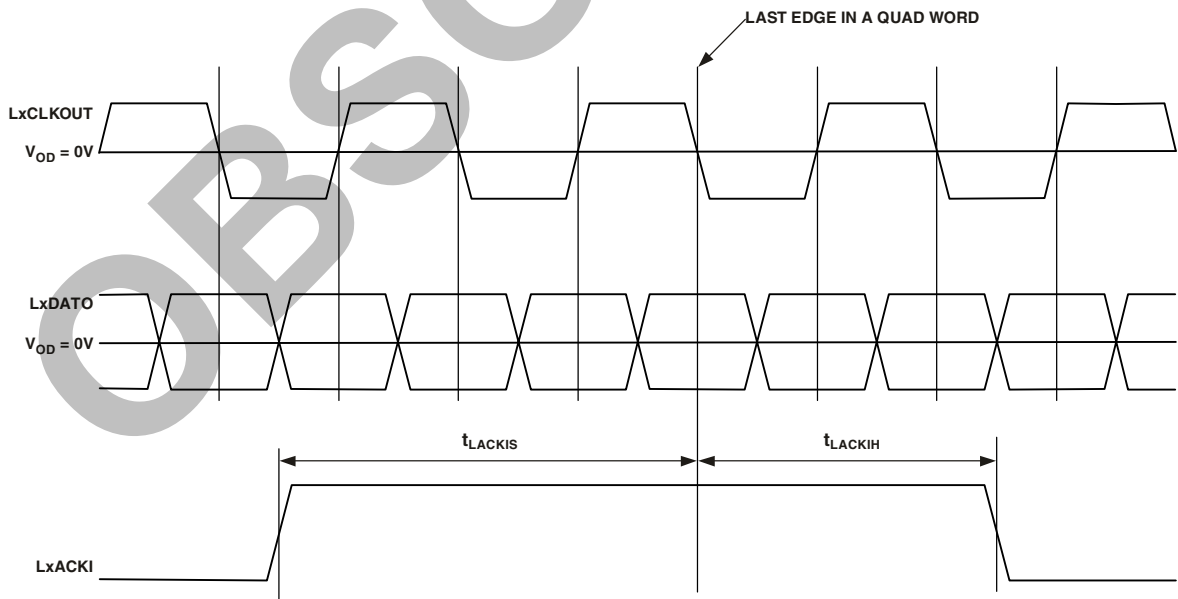 LAST EDGE IN A QUAD WORD
LxCLKOUT
VOD = 0V
LxDATO
VOD = 0V
tLACKIS
tLACKIH
LxACKI
OBSO